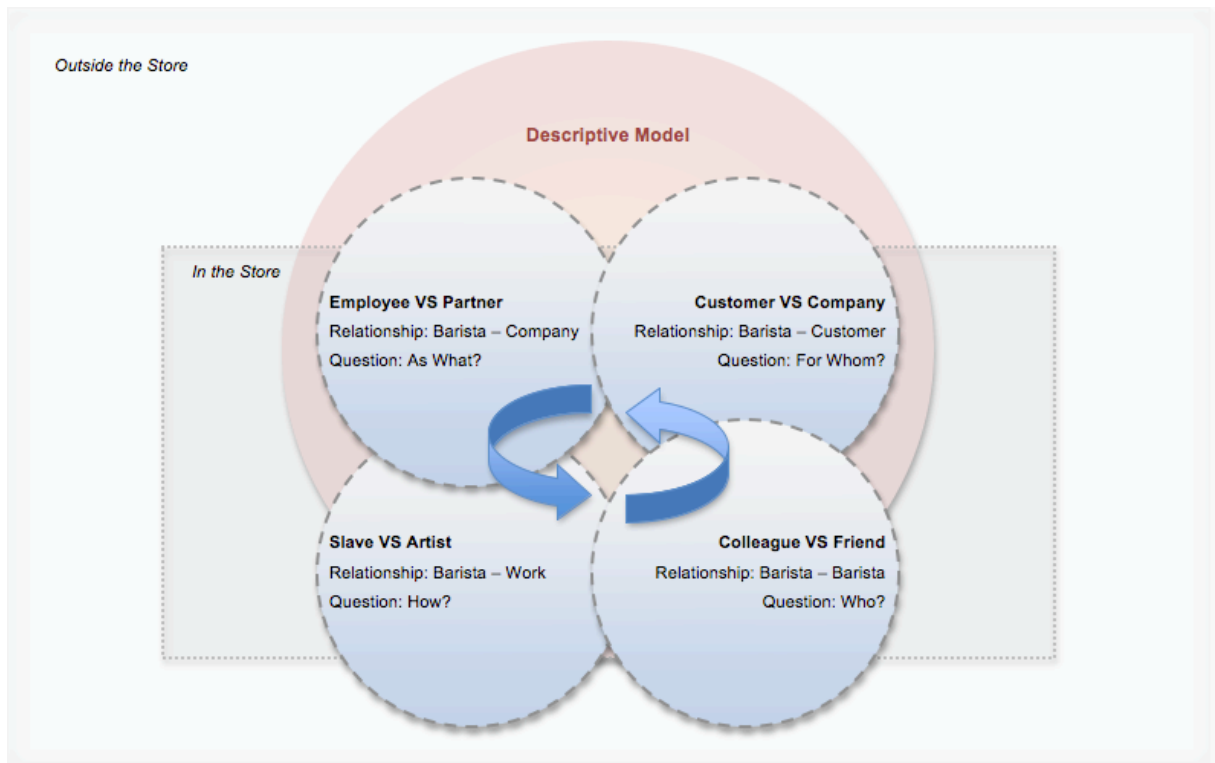 Outside the Store
Descriptive Model
In the Store
Employee VS Partner
Relationship: Barista – Company
Question: As What?
Customer VS Company
Relationship: Barista – Customer
Question: For Whom?
Slave VS Artist
Relationship: Barista – Work
Question: How?
Colleague VS Friend
Relationship: Barista – Barista
Question: Who?